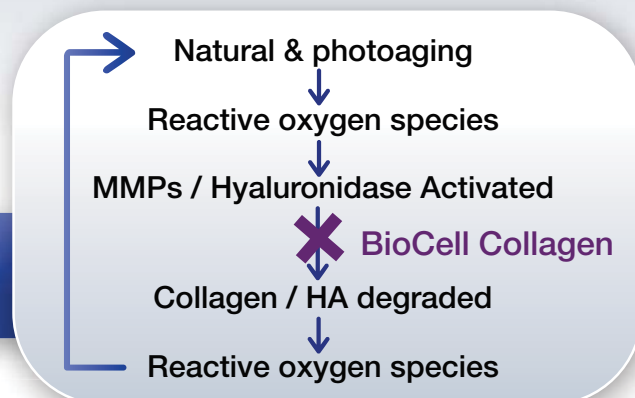 Natural & photoaging
Reactive oxygen species
MMPs / Hyaluronidase Activated
BioCell Collagen
Collagen / HA degraded
Reactive oxygen species